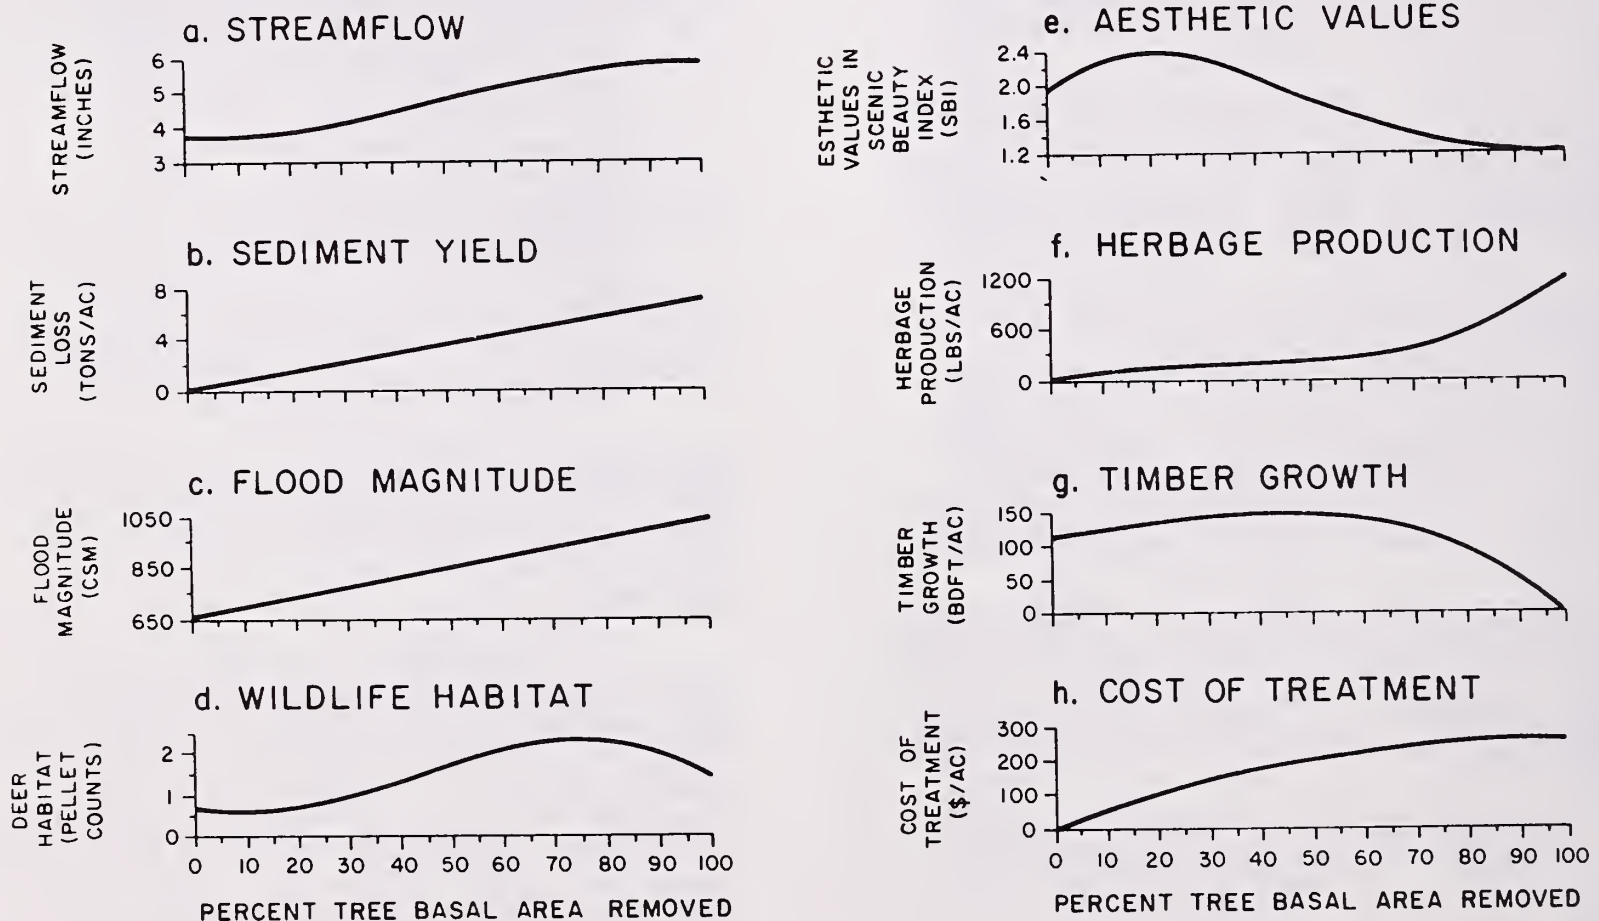 a. STREAMFLOW
STREAMFLOW
(INCHES)
6
5
4
3
b. SEDIMENT YIELD
SEDIMENT
LOSS
(TONS/AC)
8
4
0
c. FLOOD MAGNITUDE
FLOOD
MAGNITUDE
(CSM)
1050
850
650
d. WILDLIFE HABITAT
DEER
HABITAT
(PELLET
COUNTS)
2
1
0
0 10 20 30 40 50 60 70 80 90 100
PERCENT TREE BASAL AREA REMOVED
e. AESTHETIC VALUES
ESTHETIC
VALUES IN
SCENIC
BEAUTY
INDEX
(SBI)
2.4
2.0
1.6
1.2
f. HERBAGE PRODUCTION
HERBAGE
PRODUCTION
(LBS/AC)
1200
600
0
g. TIMBER GROWTH
TIMBER
GROWTH
(BDFT/AC)
150
100
50
0
h. COST OF TREATMENT
COST OF
TREATMENT
($/AC)
300
200
100
0
0 10 20 30 40 50 60 70 80 90 100
PERCENT TREE BASAL AREA REMOVED